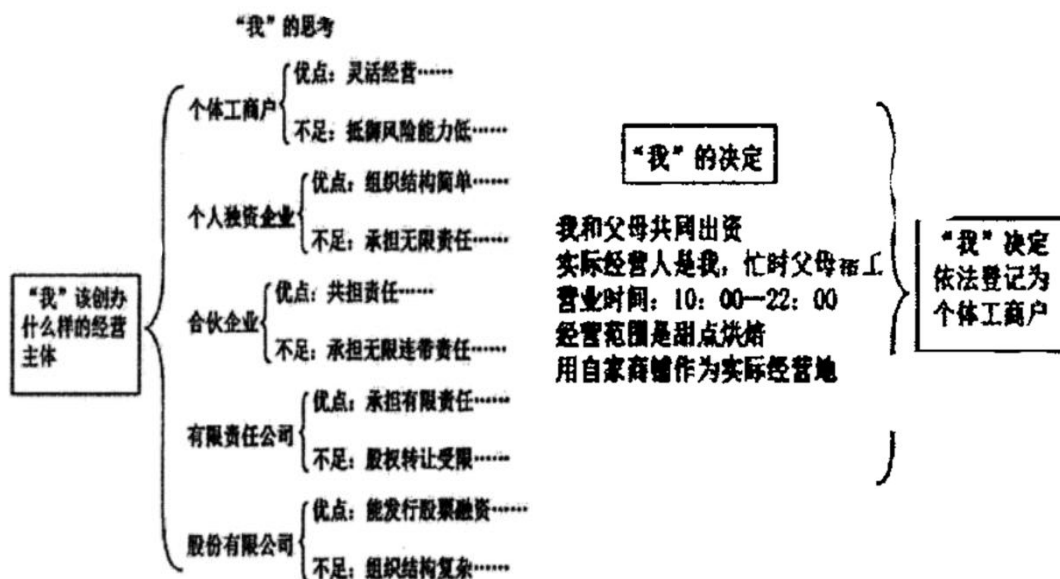 “我”的思考
“我”该创办
什么样的经营
主体
个体工商户
优点：灵活经营……
不足：抵御风险能力低……
个人独资企业
优点：组织结构简单……
不足：承担无限责任……
合伙企业
优点：共担责任……
不足：承担无限连带责任……
有限责任公司
优点：承担有限责任……
不足：股权转让受限……
股份有限公司
优点：能发行股票融资……
不足：组织结构复杂……
“我”的决定
我和父母共同出资
实际经营人是我，忙时父母帮工
营业时间：10：00—22：00
经营范围是甜点烘焙
用自家商铺作为实际经营地
“我”决定
依法登记为
个体工商户